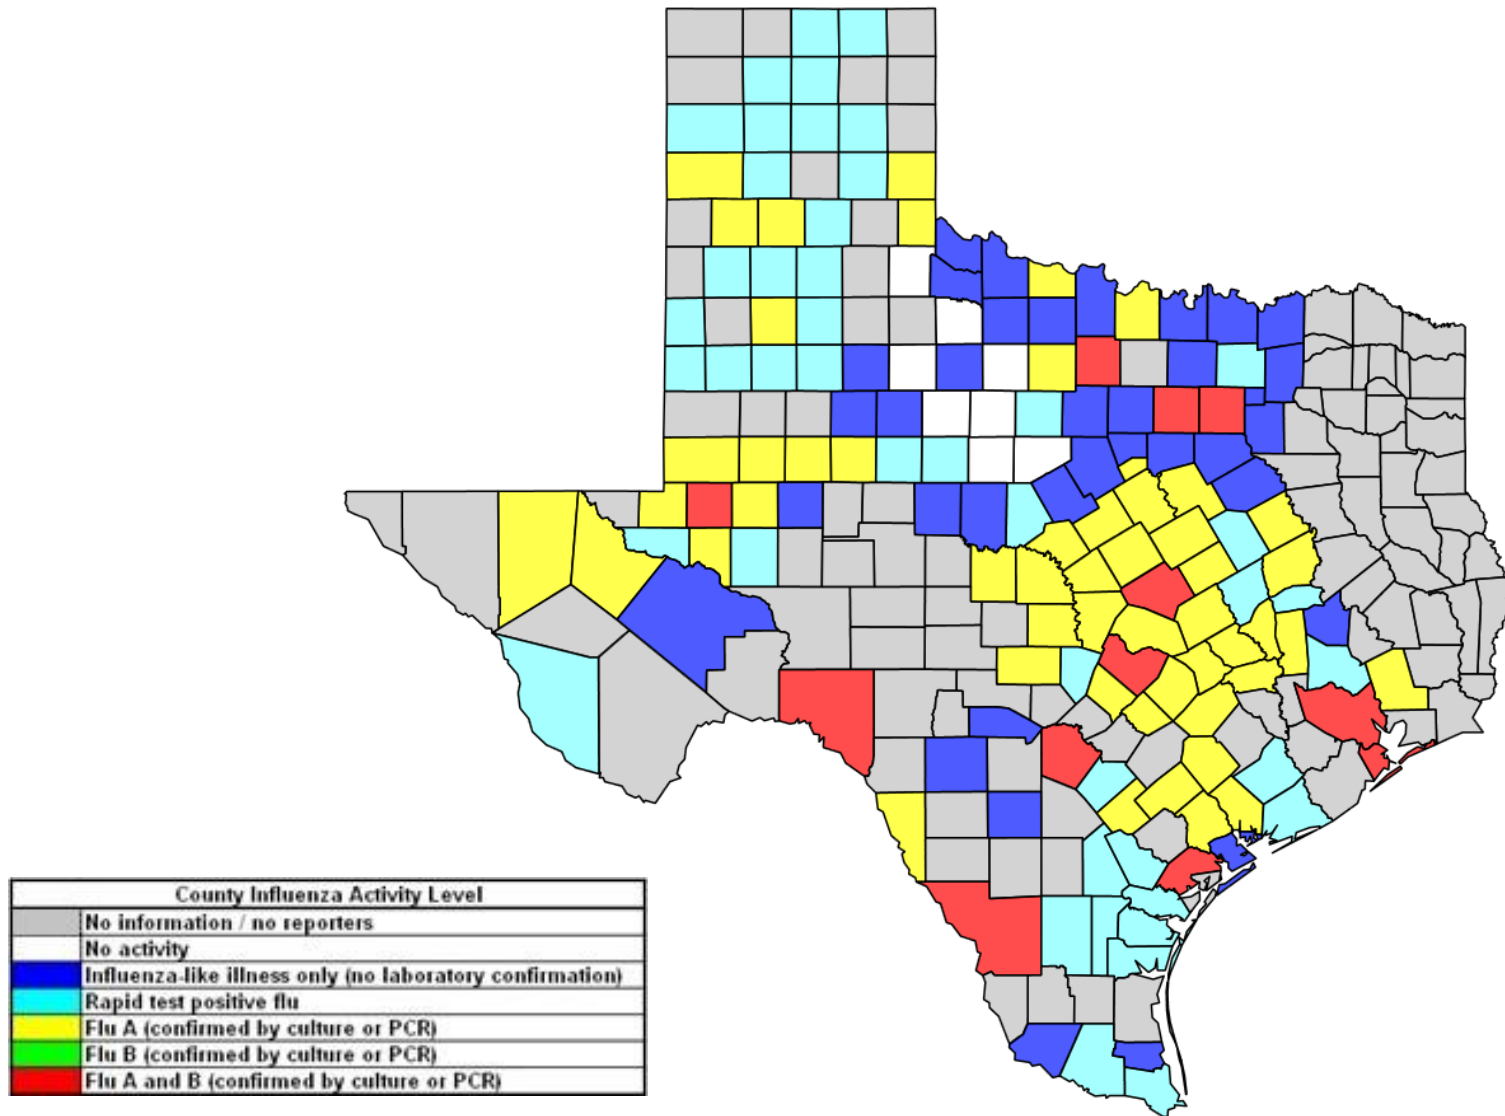 County Influenza Activity Level
No information / no reporters
No activity
Influenza-like illness only (no laboratory confirmation)
Rapid test positive flu
Flu A (confirmed by culture or PCR)
Flu B (confirmed by culture or PCR)
Flu A and B (confirmed by culture or PCR)